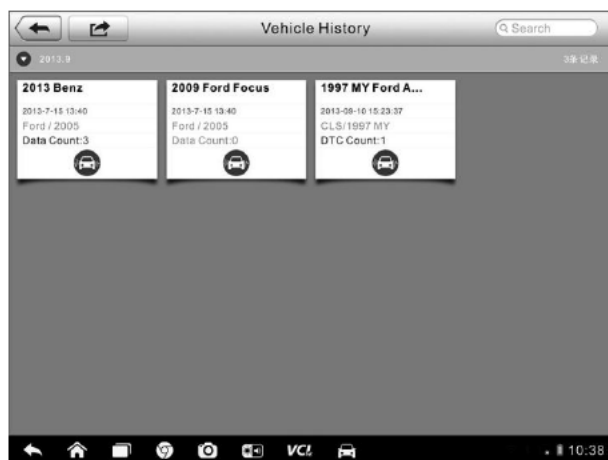 Vehicle History
Search
2013.9
3条记录
2013 Benz
2013-7-15 13:40
Ford / 2005
Data Count:3
2009 Ford Focus
2013-7-15 13:40
Ford / 2005
Data Count:0
1997 MY Ford A...
2013-09-10 15:23:37
CLS/1997 MY
DTC Count:1
VCI
10:38